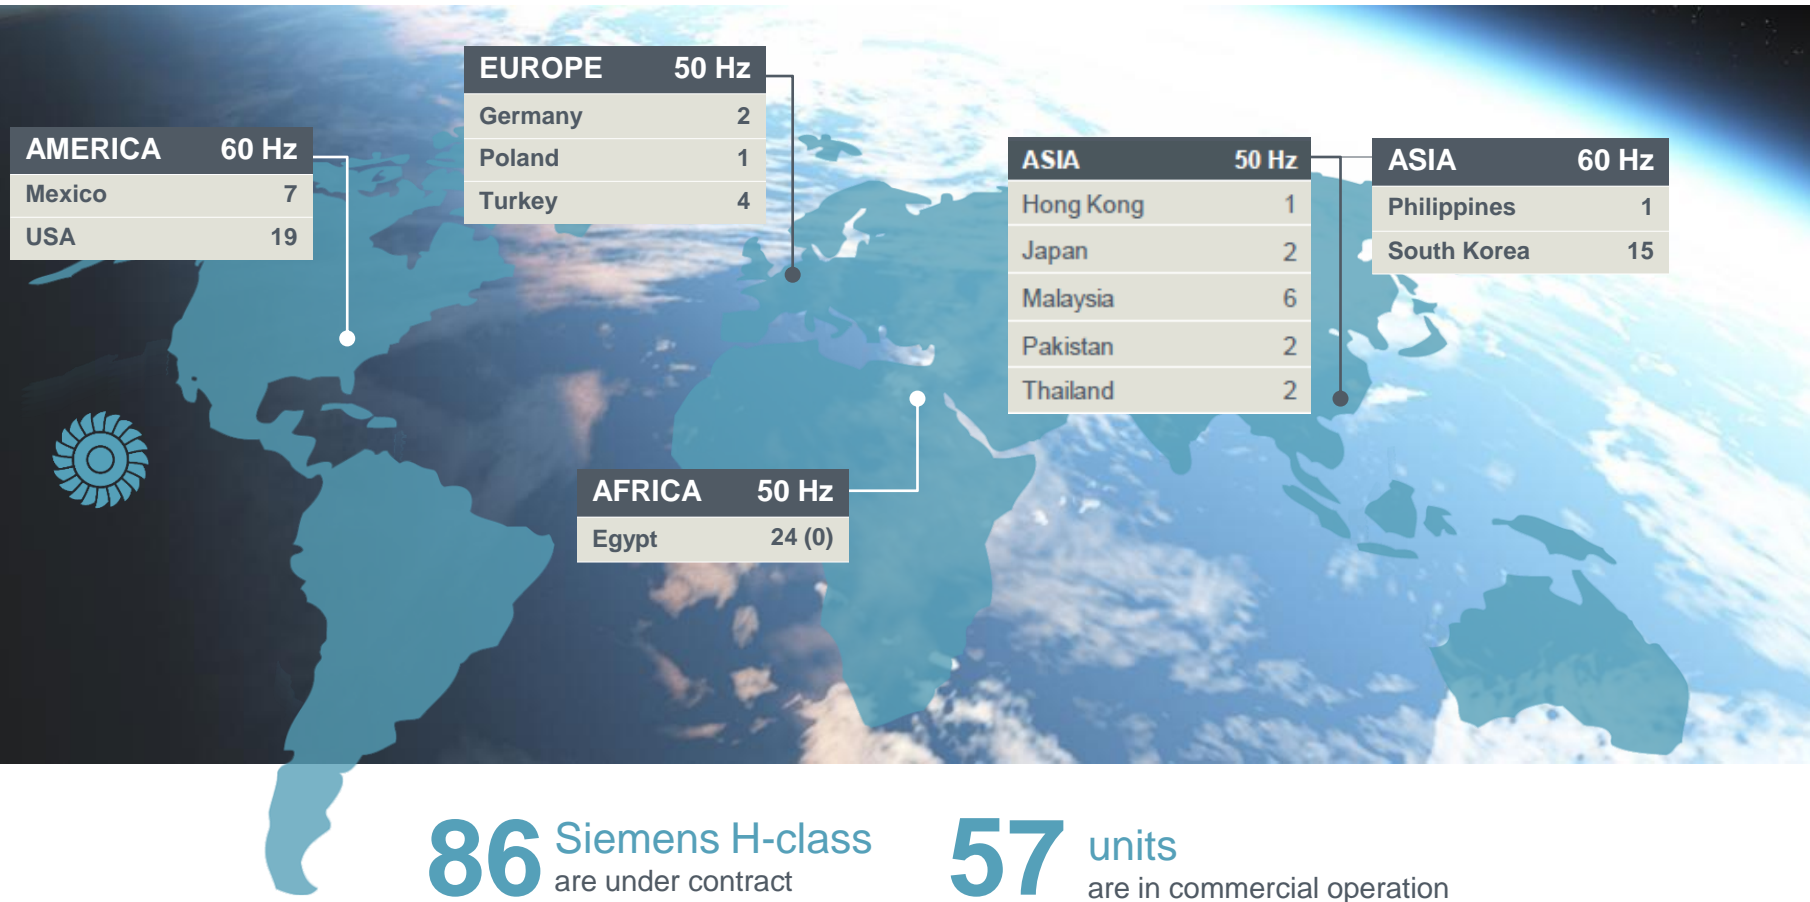 EUROPE 50 Hz
Germany 2
Poland 1
Turkey 4
AMERICA 60 Hz
Mexico 7
USA 19
ASIA 50 Hz
Hong Kong 1
Japan 2
Malaysia 6
Pakistan 2
Thailand 2
ASIA 60 Hz
Philippines 1
South Korea 15
AFRICA 50 Hz
Egypt 24 (0)
86 Siemens H-class
are under contract
57 units
are in commercial operation